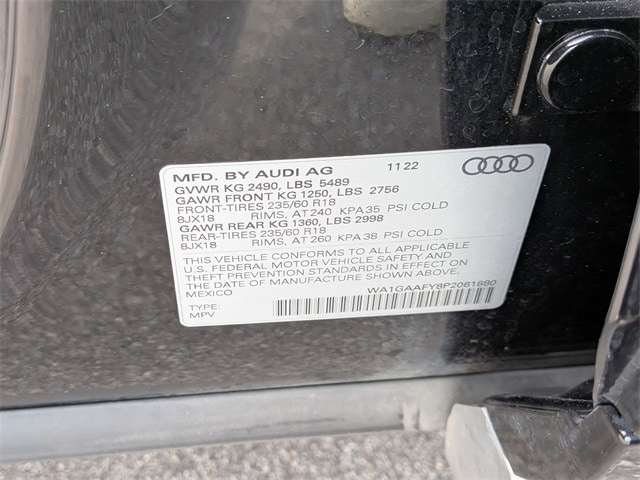 MFD. BY AUDI AG 11 22
GVWR KG 2490, LBS 5489
GAWR FRONT KG 1250, LBS 2756
FRONT-TIRES 235/60 R18
8JX18 RIMS, AT 240 KPA 35 PSI COLD
GAWR REAR KG 1360, LBS 2998
REAR-TIRES 235/60 R18
8JX18 RIMS, AT 260 KPA 38 PSI COLD
THIS VEHICLE CONFORMS TO ALL APPLICABLE
U.S. FEDERAL MOTOR VEHICLE SAFETY AND
THEFT PREVENTION STANDARDS IN EFFECT ON
THE DATE OF MANUFACTURE SHOWN ABOVE
MEXICO WA1GAAFY8P2061880
TYPE:
MPV